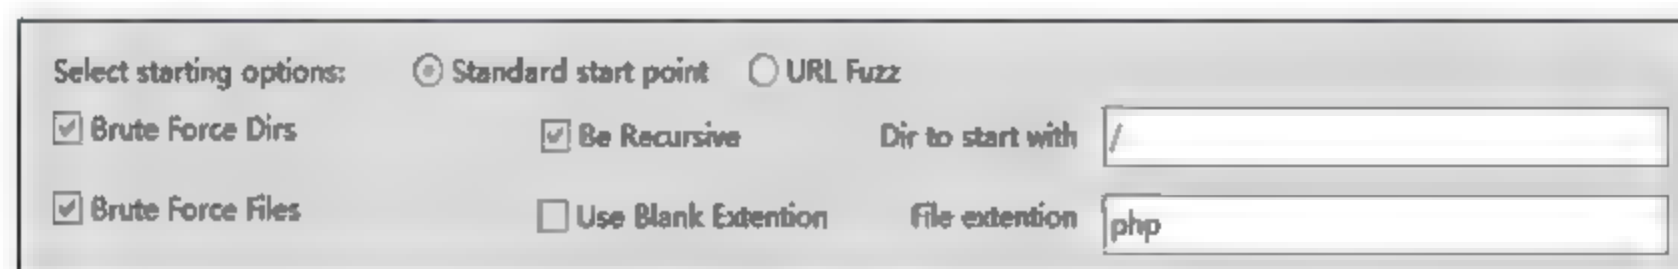 Select starting options: Standard start point URL Fuzz
Brute Force Dirs Be Recursive Dir to start with /
Brute Force Files Use Blank Extention File extention php